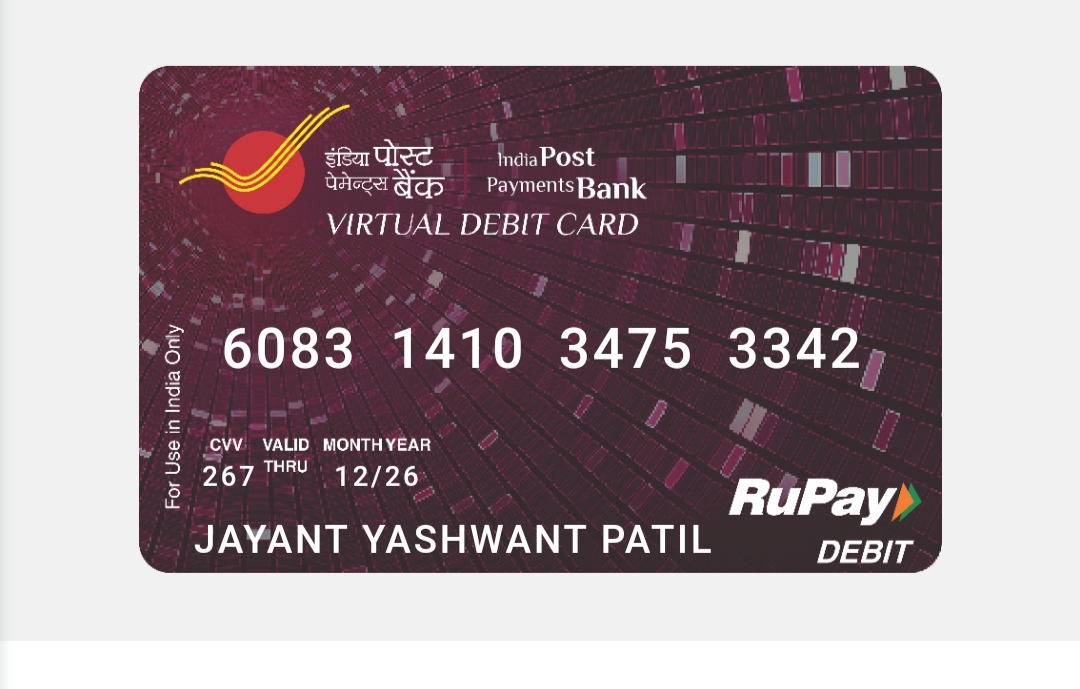 इंडिया पोस्ट
पेमेन्ट्स बैंक
India Post
Payments Bank
VIRTUAL DEBIT CARD
For Use in India Only
6083 1410 3475 3342
CVV VALID MONTH YEAR
267 THRU 12/26
JAYANT YASHWANT PATIL
RuPay
DEBIT